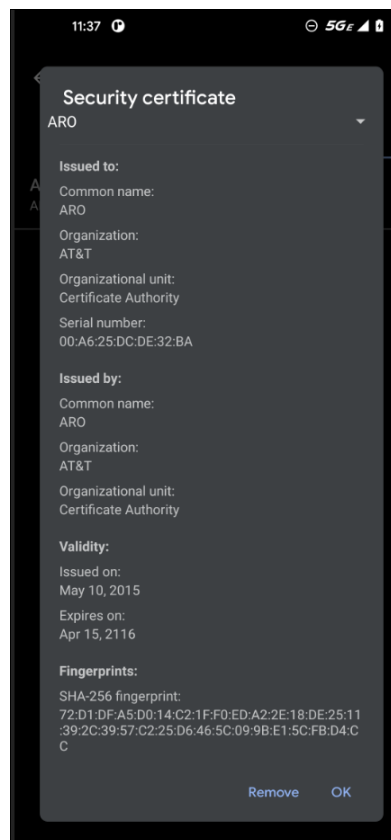 11:37 5GE
Security certificate
ARO
Issued to:
Common name:
ARO
Organization:
AT&T
Organizational unit:
Certificate Authority
Serial number:
00:A6:25:DC:DE:32:BA
Issued by:
Common name:
ARO
Organization:
AT&T
Organizational unit:
Certificate Authority
Validity:
Issued on:
May 10, 2015
Expires on:
Apr 15, 2116
Fingerprints:
SHA-256 fingerprint:
72:D1:DF:A5:D0:14:C2:1F:F0:ED:A2:2E:18:DE:25:11
:39:2C:39:57:C2:25:D6:46:5C:09:9B:E1:5C:FB:D4:C
C
Remove OK